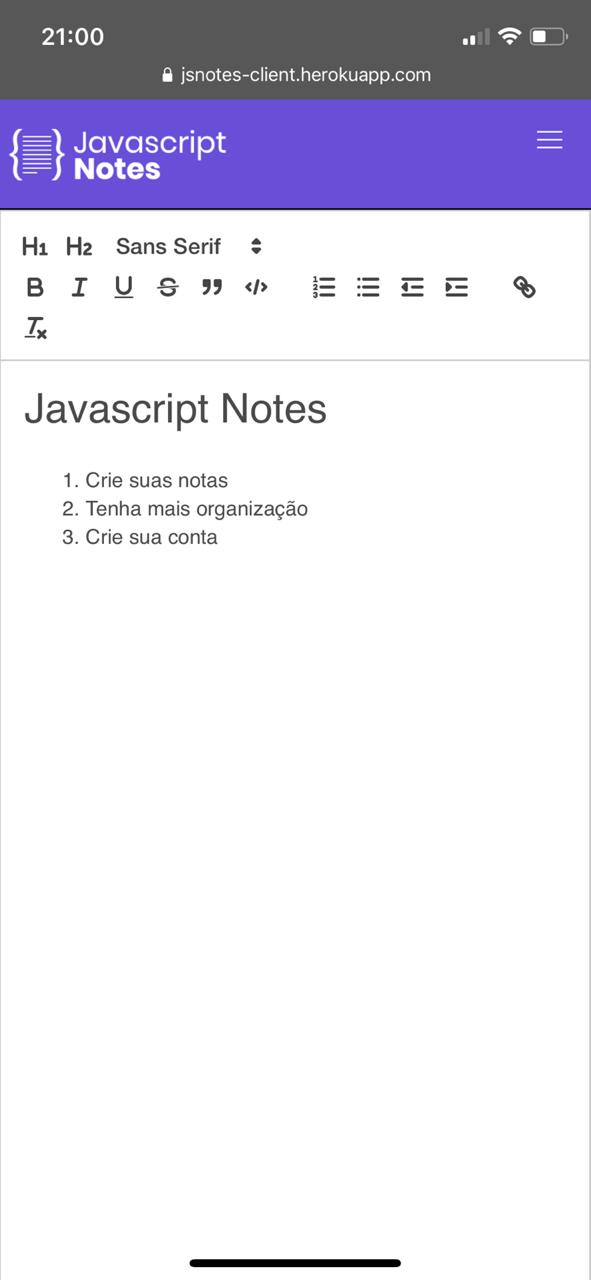 21:00
jsnotes-client.herokuapp.com
Javascript
Notes
H1 H2 Sans Serif
B I U S
Javascript Notes
1. Crie suas notas
2. Tenha mais organização
3. Crie sua conta